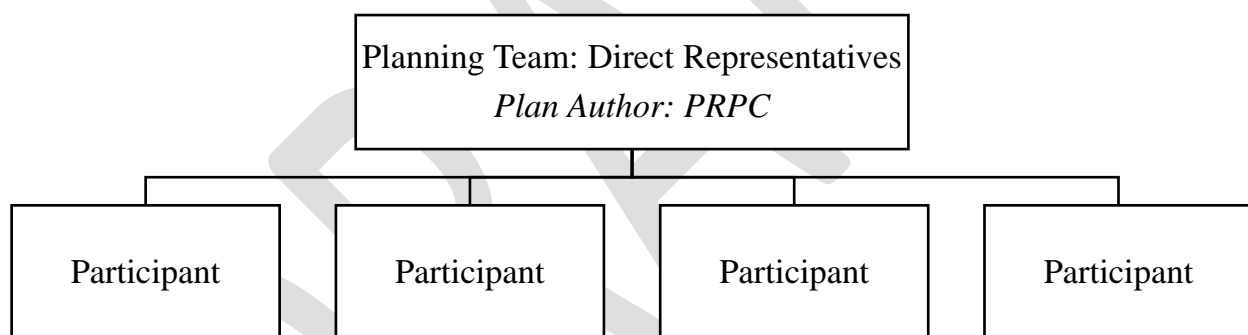 Planning Team: Direct Representatives
Plan Author: PRPC
Participant Participant Participant Participant